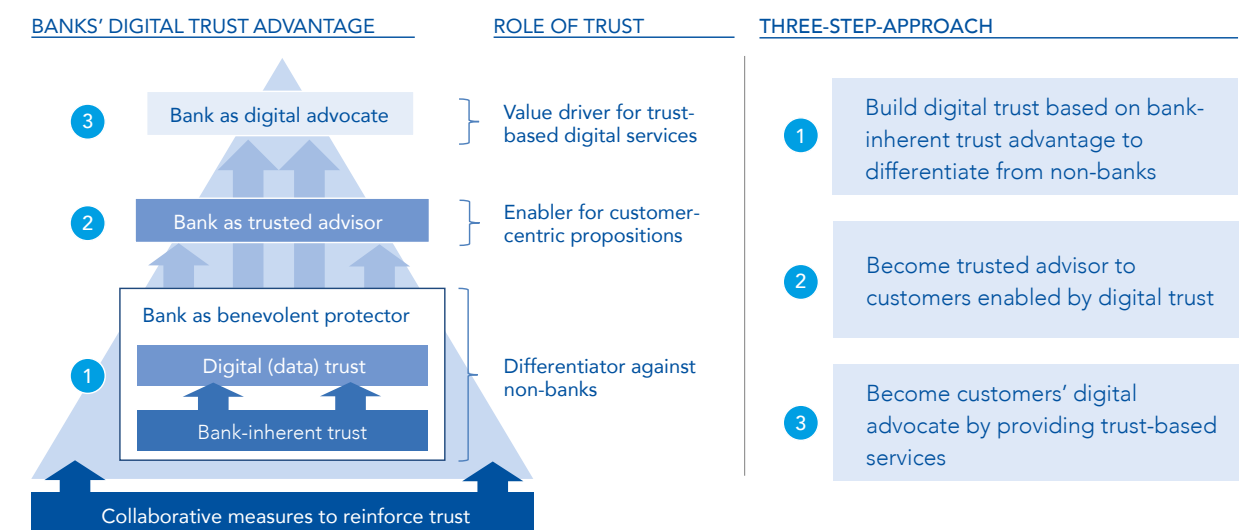 BANKS’ DIGITAL TRUST ADVANTAGE
ROLE OF TRUST
THREE-STEP-APPROACH
3
Bank as digital advocate
Value driver for trust-
based digital services
2
Bank as trusted advisor
Enabler for customer-
centric propositions
1
Bank as benevolent protector
Digital (data) trust
Bank-inherent trust
Differentiator against
non-banks
Collaborative measures to reinforce trust
1
Build digital trust based on bank-
inherent trust advantage to
differentiate from non-banks
2
Become trusted advisor to
customers enabled by digital trust
3
Become customers’ digital
advocate by providing trust-based
services